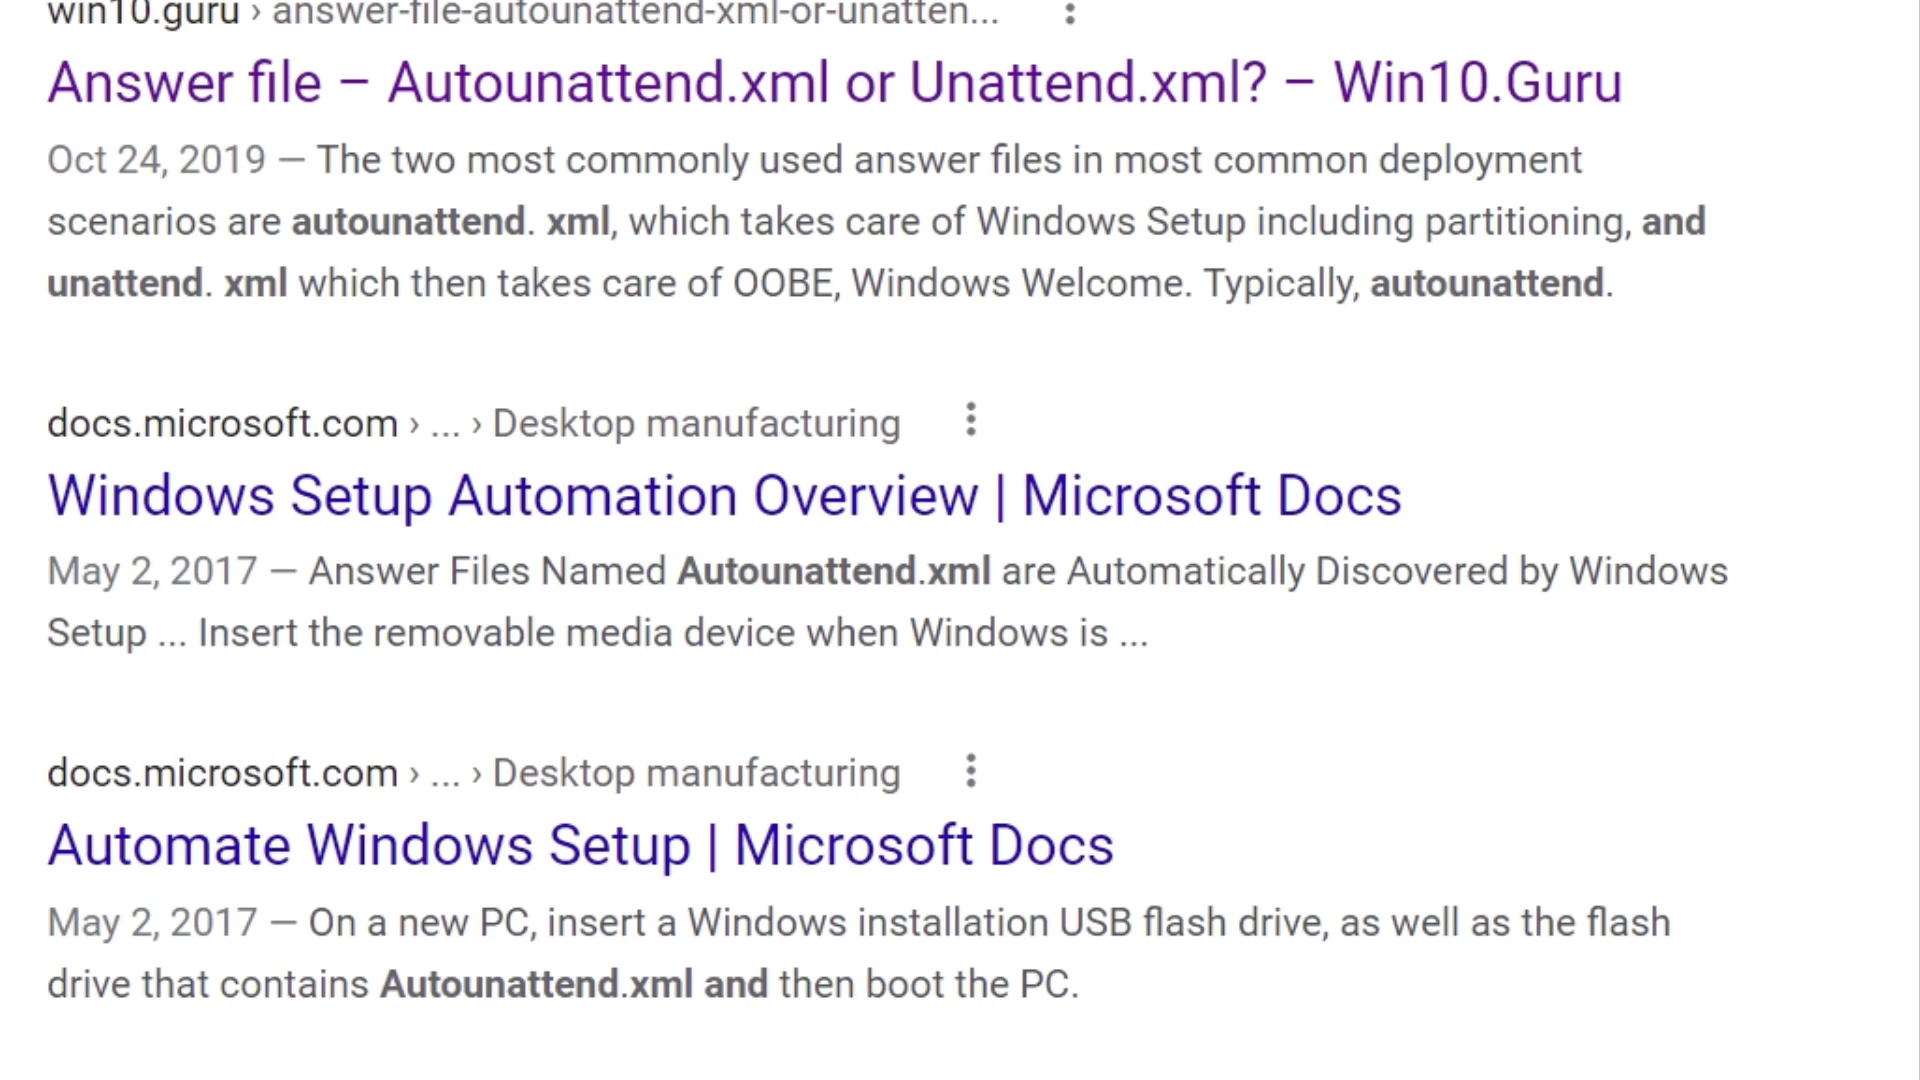 win10.guru › answer-file-autounattend-xml-or-unatten...
Answer file – Autounattend.xml or Unattend.xml? – Win10.Guru
Oct 24, 2019 — The two most commonly used answer files in most common deployment
scenarios are autounattend. xml, which takes care of Windows Setup including partitioning, and
unattend. xml which then takes care of OOBE, Windows Welcome. Typically, autounattend.
docs.microsoft.com › ... › Desktop manufacturing
Windows Setup Automation Overview | Microsoft Docs
May 2, 2017 — Answer Files Named Autounattend.xml are Automatically Discovered by Windows
Setup ... Insert the removable media device when Windows is ...
docs.microsoft.com › ... › Desktop manufacturing
Automate Windows Setup | Microsoft Docs
May 2, 2017 — On a new PC, insert a Windows installation USB flash drive, as well as the flash
drive that contains Autounattend.xml and then boot the PC.